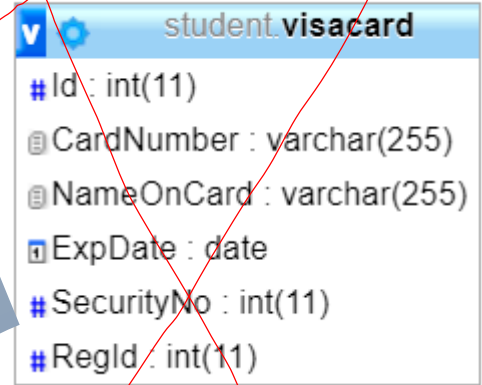 v student.visacard
# Id : int(11)
CardNumber : varchar(255)
NameOnCard : varchar(255)
ExpDate : date
# SecurityNo : int(11)
# RegId : int(11)